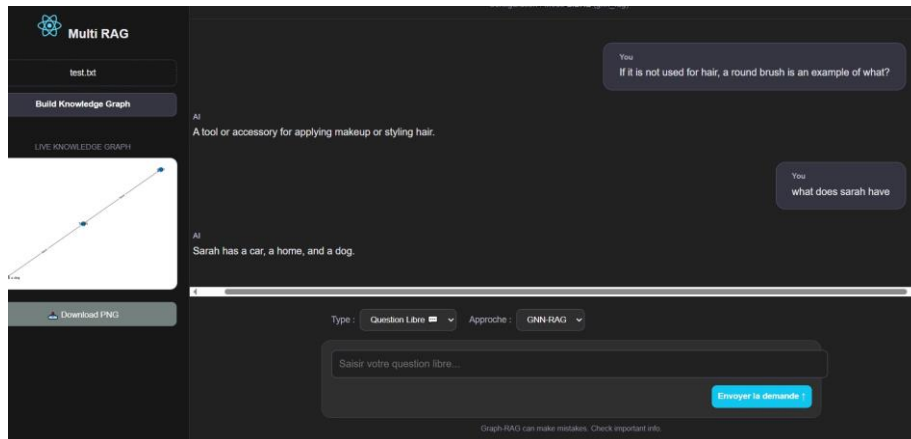 Multi RAG
test.txt
Build Knowledge Graph
LIVE KNOWLEDGE GRAPH
Download PNG
You
If it is not used for hair, a round brush is an example of what?
AI
A tool or accessory for applying makeup or styling hair.
You
what does sarah have
AI
Sarah has a car, a home, and a dog.
Type : Question Libre Approche : GNN-RAG
Saisir votre question libre...
Envoyer la demande ↑
Graph-RAG can make mistakes. Check important info.